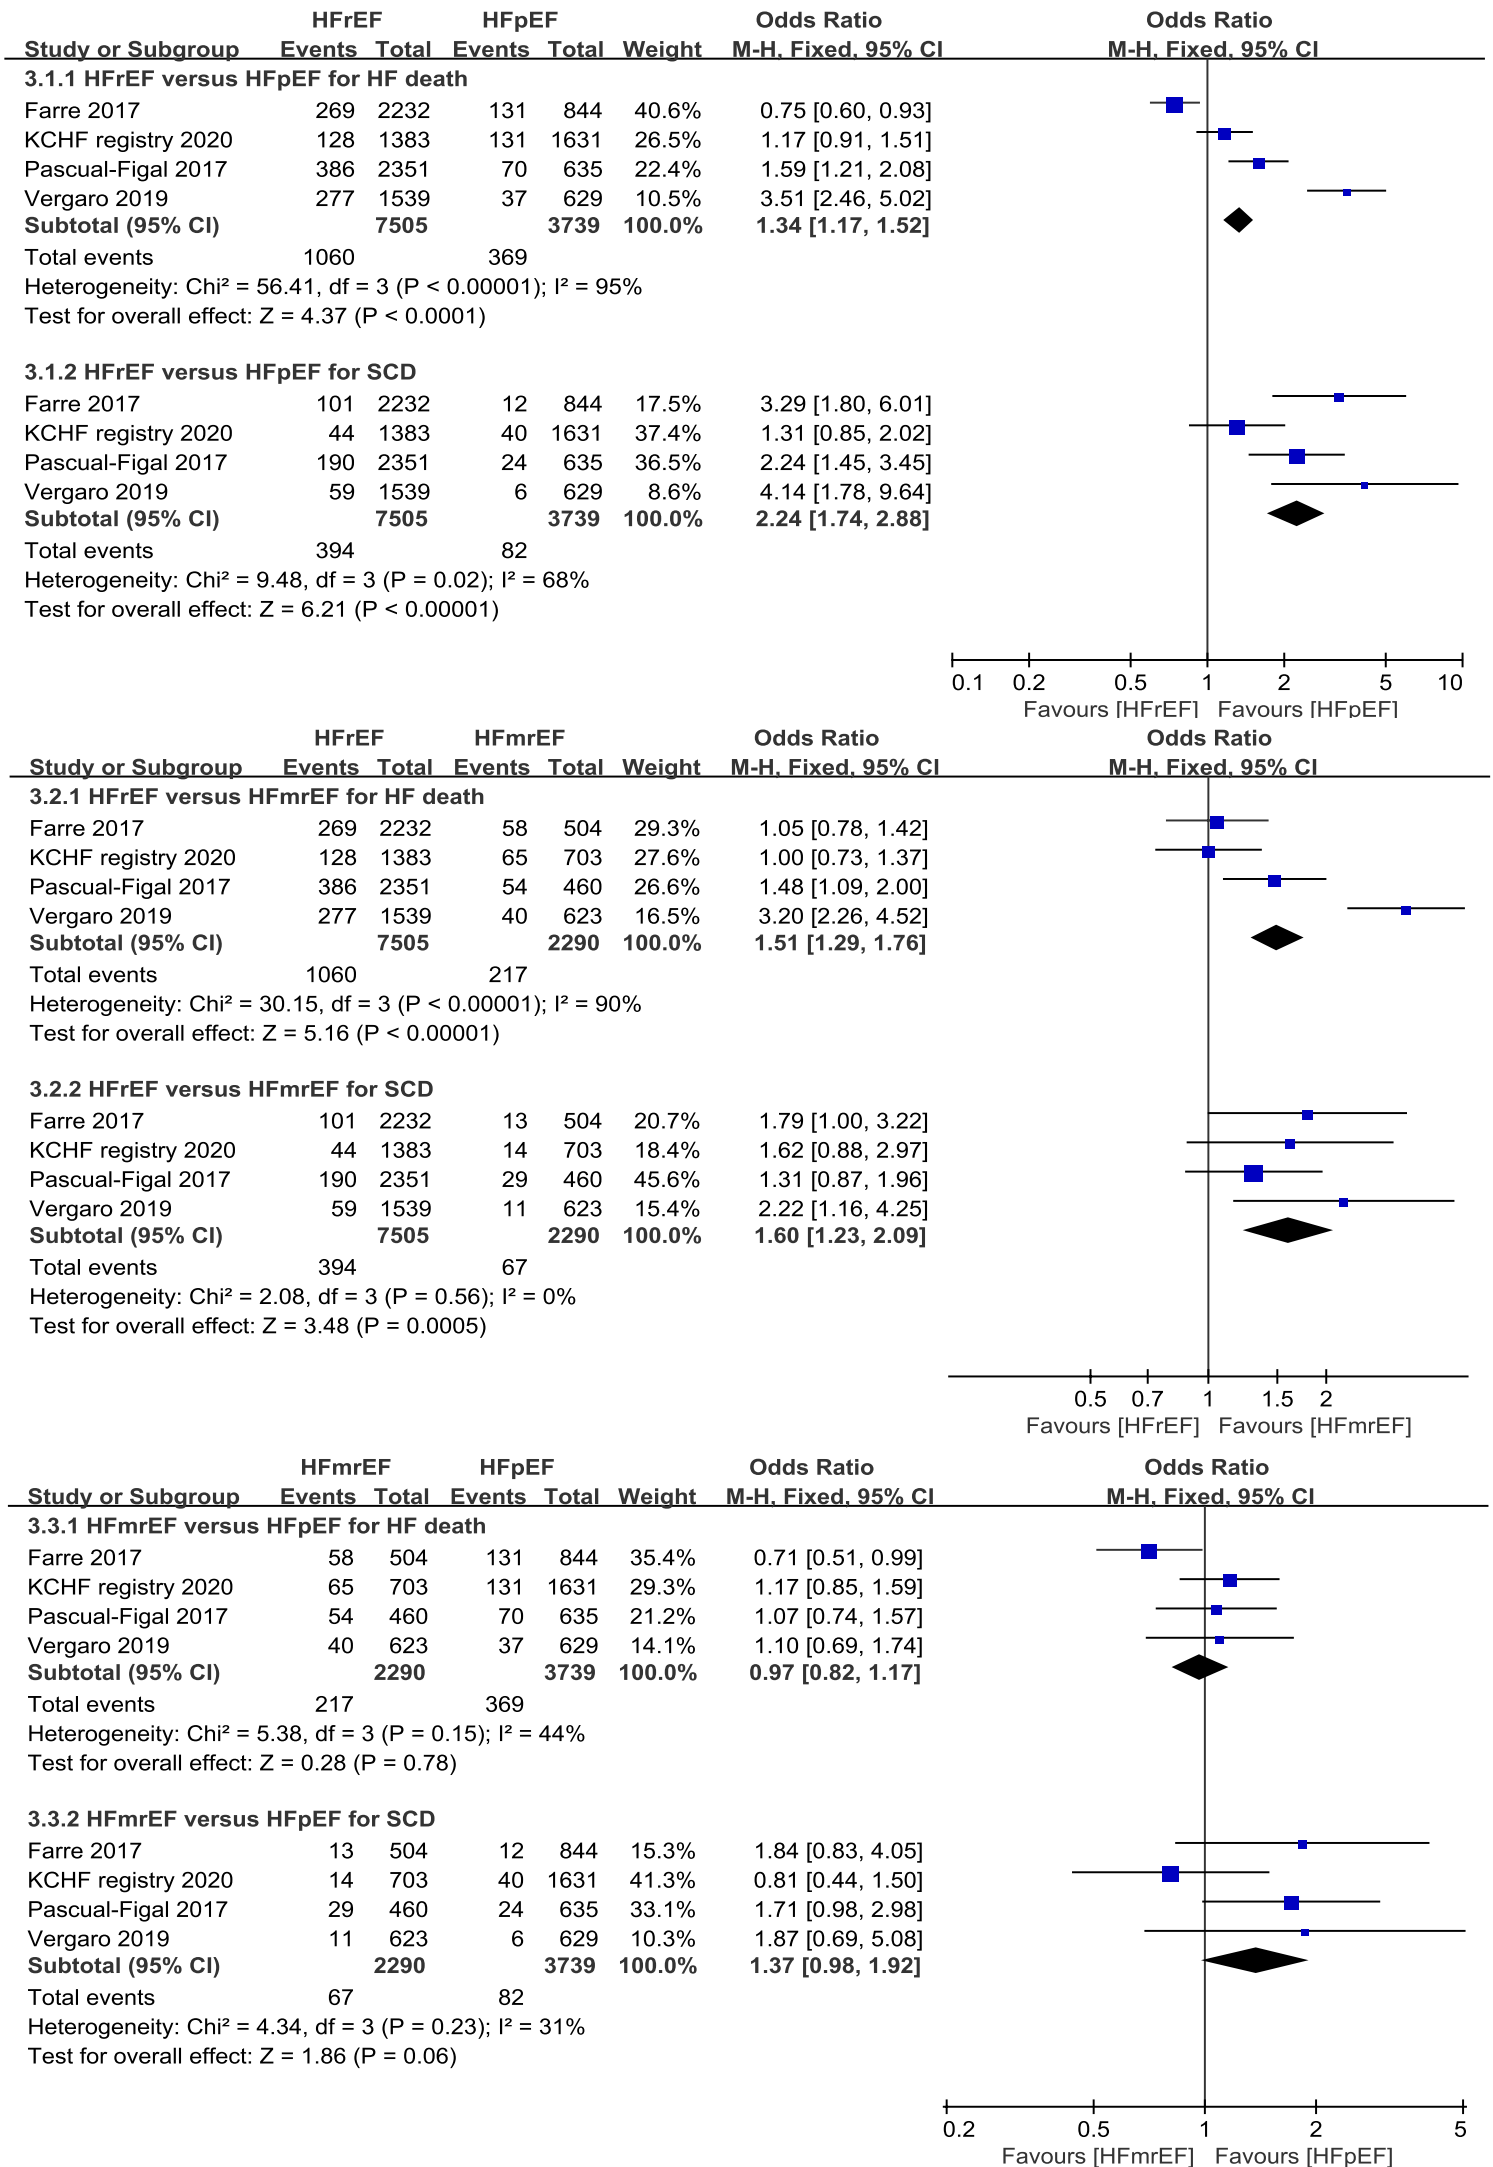 HFrEF HFpEF Odds Ratio Odds Ratio
Study or Subgroup Events Total Events Total Weight M-H, Fixed, 95% CI M-H, Fixed, 95% CI
3.1.1 HFrEF versus HFpEF for HF death
Farre 2017 269 2232 131 844 40.6% 0.75 [0.60, 0.93]
KCHF registry 2020 128 1383 131 1631 26.5% 1.17 [0.91, 1.51]
Pascual-Figal 2017 386 2351 70 635 22.4% 1.59 [1.21, 2.08]
Vergaro 2019 277 1539 37 629 10.5% 3.51 [2.46, 5.02]
Subtotal (95% CI) 7505 3739 100.0% 1.34 [1.17, 1.52]
Total events 1060 369
Heterogeneity: Chi² = 56.41, df = 3 (P < 0.00001); I² = 95%
Test for overall effect: Z = 4.37 (P < 0.0001)
3.1.2 HFrEF versus HFpEF for SCD
Farre 2017 101 2232 12 844 17.5% 3.29 [1.80, 6.01]
KCHF registry 2020 44 1383 40 1631 37.4% 1.31 [0.85, 2.02]
Pascual-Figal 2017 190 2351 24 635 36.5% 2.24 [1.45, 3.45]
Vergaro 2019 59 1539 6 629 8.6% 4.14 [1.78, 9.64]
Subtotal (95% CI) 7505 3739 100.0% 2.24 [1.74, 2.88]
Total events 394 82
Heterogeneity: Chi² = 9.48, df = 3 (P = 0.02); I² = 68%
Test for overall effect: Z = 6.21 (P < 0.00001)
0.1 0.2 0.5 1 2 5 10
Favours [HFrEF] Favours [HFpEF]
HFrEF HFmrEF Odds Ratio Odds Ratio
Study or Subgroup Events Total Events Total Weight M-H, Fixed, 95% CI M-H, Fixed, 95% CI
3.2.1 HFrEF versus HFmrEF for HF death
Farre 2017 269 2232 58 504 29.3% 1.05 [0.78, 1.42]
KCHF registry 2020 128 1383 65 703 27.6% 1.00 [0.73, 1.37]
Pascual-Figal 2017 386 2351 54 460 26.6% 1.48 [1.09, 2.00]
Vergaro 2019 277 1539 40 623 16.5% 3.20 [2.26, 4.52]
Subtotal (95% CI) 7505 2290 100.0% 1.51 [1.29, 1.76]
Total events 1060 217
Heterogeneity: Chi² = 30.15, df = 3 (P < 0.00001); I² = 90%
Test for overall effect: Z = 5.16 (P < 0.00001)
3.2.2 HFrEF versus HFmrEF for SCD
Farre 2017 101 2232 13 504 20.7% 1.79 [1.00, 3.22]
KCHF registry 2020 44 1383 14 703 18.4% 1.62 [0.88, 2.97]
Pascual-Figal 2017 190 2351 29 460 45.6% 1.31 [0.87, 1.96]
Vergaro 2019 59 1539 11 623 15.4% 2.22 [1.16, 4.25]
Subtotal (95% CI) 7505 2290 100.0% 1.60 [1.23, 2.09]
Total events 394 67
Heterogeneity: Chi² = 2.08, df = 3 (P = 0.56); I² = 0%
Test for overall effect: Z = 3.48 (P = 0.0005)
0.5 0.7 1 1.5 2
Favours [HFrEF] Favours [HFmrEF]
HFmrEF HFpEF Odds Ratio Odds Ratio
Study or Subgroup Events Total Events Total Weight M-H, Fixed, 95% CI M-H, Fixed, 95% CI
3.3.1 HFmrEF versus HFpEF for HF death
Farre 2017 58 504 131 844 35.4% 0.71 [0.51, 0.99]
KCHF registry 2020 65 703 131 1631 29.3% 1.17 [0.85, 1.59]
Pascual-Figal 2017 54 460 70 635 21.2% 1.07 [0.74, 1.57]
Vergaro 2019 40 623 37 629 14.1% 1.10 [0.69, 1.74]
Subtotal (95% CI) 2290 3739 100.0% 0.97 [0.82, 1.17]
Total events 217 369
Heterogeneity: Chi² = 5.38, df = 3 (P = 0.15); I² = 44%
Test for overall effect: Z = 0.28 (P = 0.78)
3.3.2 HFmrEF versus HFpEF for SCD
Farre 2017 13 504 12 844 15.3% 1.84 [0.83, 4.05]
KCHF registry 2020 14 703 40 1631 41.3% 0.81 [0.44, 1.50]
Pascual-Figal 2017 29 460 24 635 33.1% 1.71 [0.98, 2.98]
Vergaro 2019 11 623 6 629 10.3% 1.87 [0.69, 5.08]
Subtotal (95% CI) 2290 3739 100.0% 1.37 [0.98, 1.92]
Total events 67 82
Heterogeneity: Chi² = 4.34, df = 3 (P = 0.23); I² = 31%
Test for overall effect: Z = 1.86 (P = 0.06)
0.2 0.5 1 2 5
Favours [HFmrEF] Favours [HFpEF]